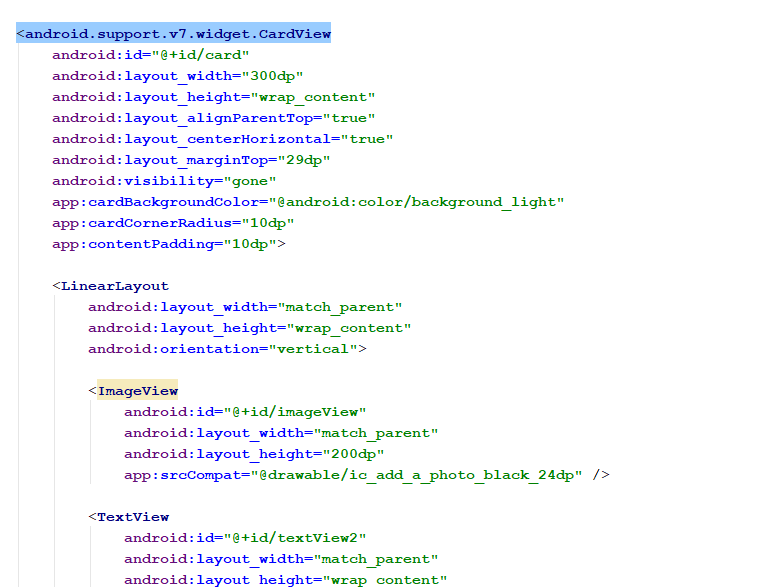 <android.support.v7.widget.CardView
android:id="@+id/card"
android:layout_width="300dp"
android:layout_height="wrap_content"
android:layout_alignParentTop="true"
android:layout_centerHorizontal="true"
android:layout_marginTop="29dp"
android:visibility="gone"
app:cardBackgroundColor="@android:color/background_light"
app:cardCornerRadius="10dp"
app:contentPadding="10dp">
<LinearLayout
android:layout_width="match_parent"
android:layout_height="wrap_content"
android:orientation="vertical">
<ImageView
android:id="@+id/imageView"
android:layout_width="match_parent"
android:layout_height="200dp"
app:srcCompat="@drawable/ic_add_a_photo_black_24dp" />
<TextView
android:id="@+id/textView2"
android:layout_width="match_parent"
android:layout_height="wrap_content"